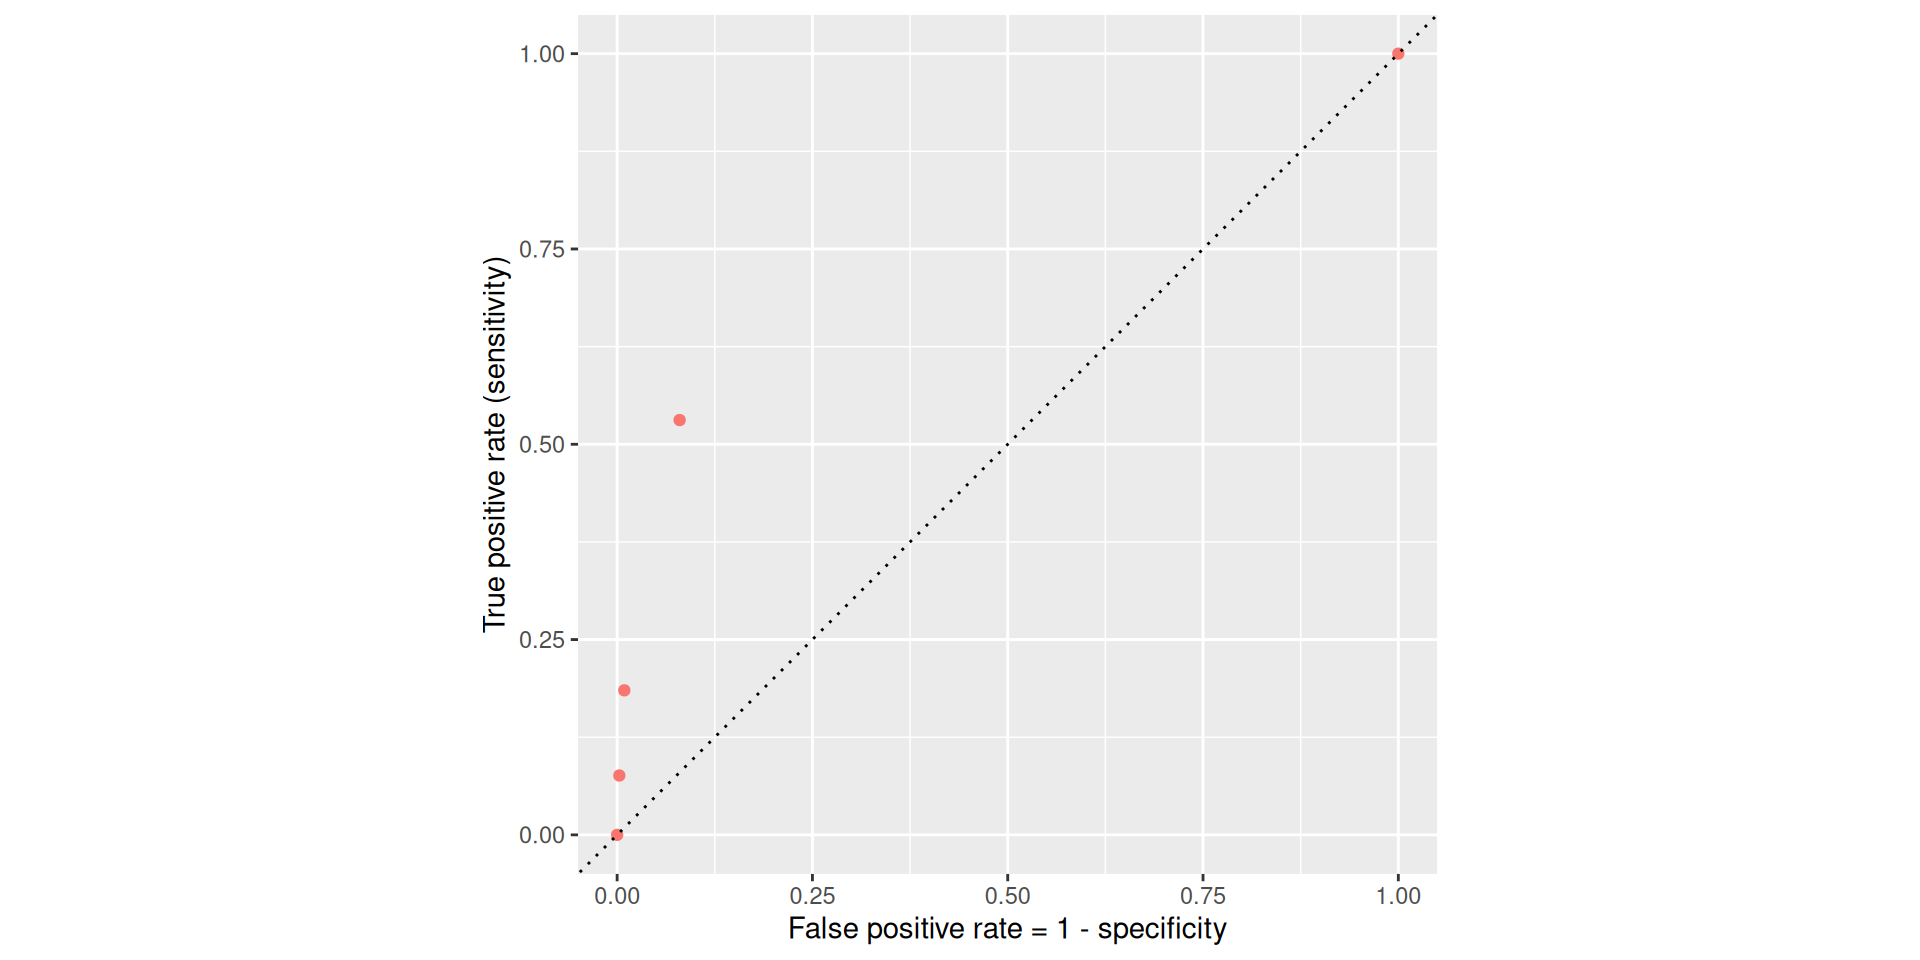 True positive rate (sensitivity)
1.00
0.75
0.50
0.25
0.00
0.00 0.25 0.50 0.75 1.00
False positive rate = 1 - specificity